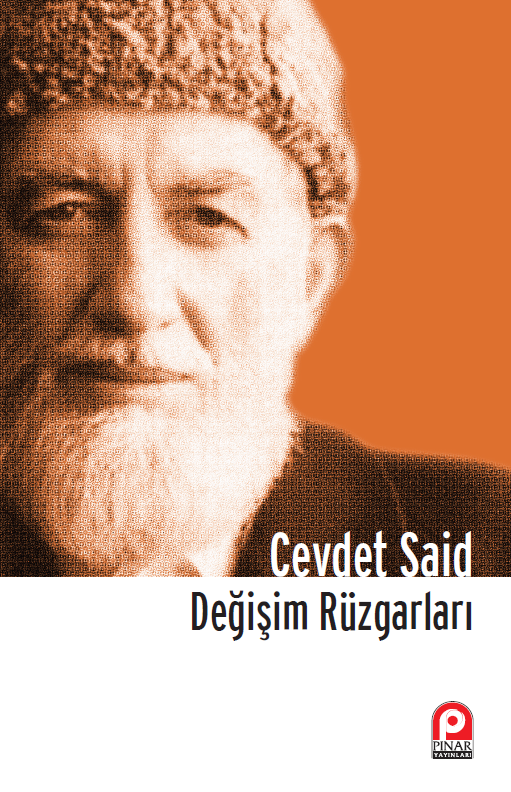 Cevdet Said
Değişim Rüzgarları
PINAR
YAYINLARI